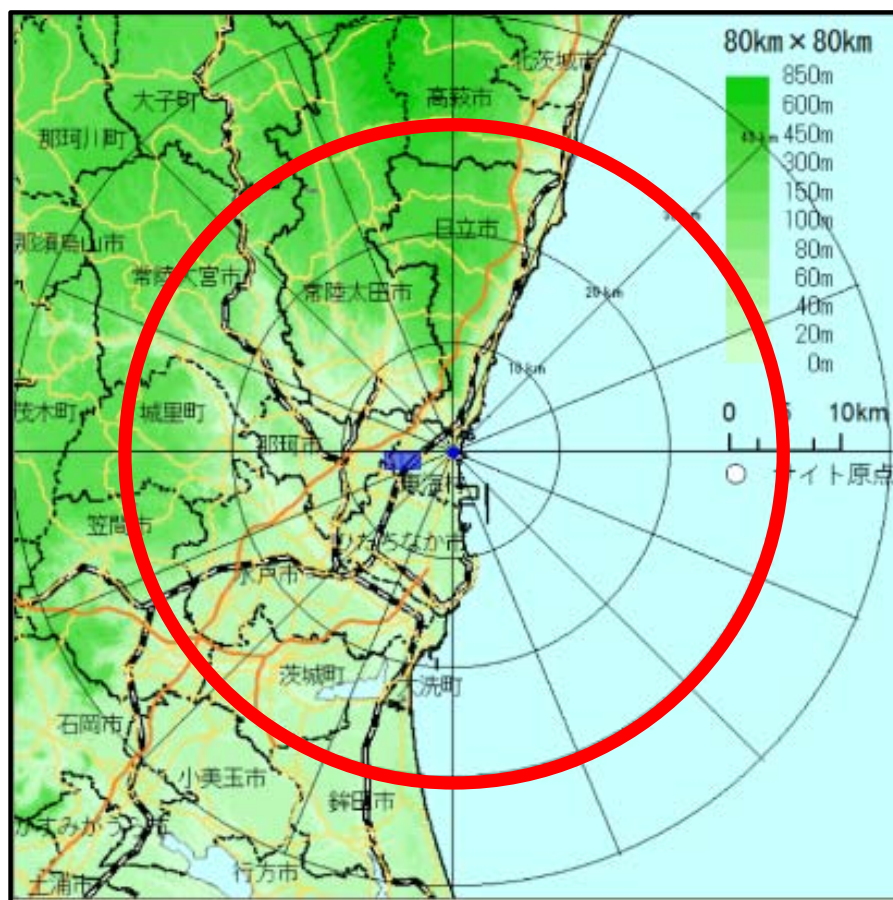 80km×80km
850m
600m
450m
300m
150m
100m
80m
60m
40m
20m
0m
0
10km
サイト原点
北茨城市
大子町
高萩市
那珂川町
日立市
那須烏山市
常陸大宮市
常陸太田市
20 km
10 km
茂木町
城里町
那珂市
東海村
笠間市
ひたちなか市
水戸市
茨城町
大洗町
石岡市
小美玉市
鉾田市
かすみがうら市
行方市
土浦市